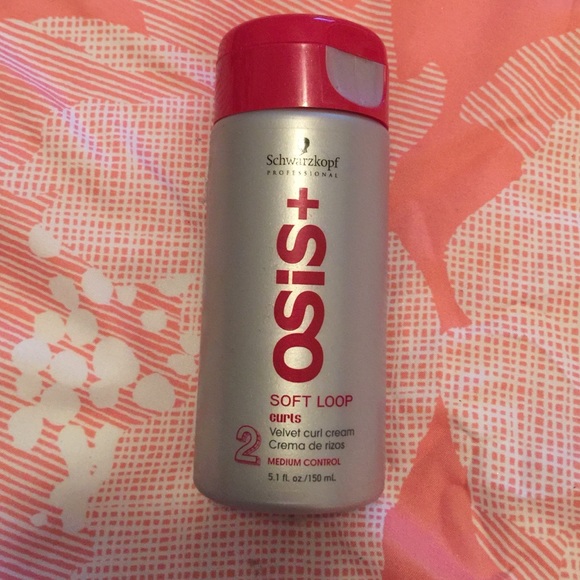 Schwarzkopf
PROFESSIONAL
OSiS+
SOFT LOOP
curls
Velvet curl cream
Crema de rizos
2
MEDIUM CONTROL
5.1 fl. oz./150 mL